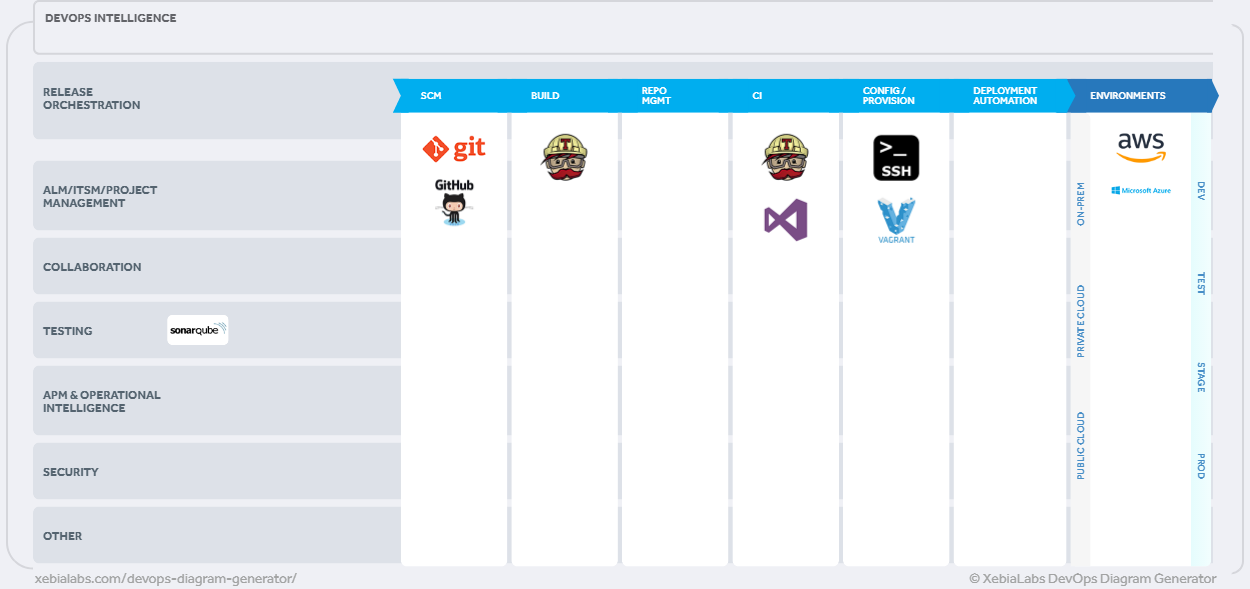 DEVOPS INTELLIGENCE
RELEASE
ORCHESTRATION
SCM
BUILD
REPO
MGMT
CI
CONFIG /
PROVISION
DEPLOYMENT
AUTOMATION
ENVIRONMENTS
git
GitHub
T
T
>_
SSH
VAGRANT
aws
Microsoft Azure
ALM/ITSM/PROJECT
MANAGEMENT
COLLABORATION
TESTING
sonarqube
APM & OPERATIONAL
INTELLIGENCE
SECURITY
OTHER
ON-PREM
PRIVATE CLOUD
PUBLIC CLOUD
DEV
TEST
STAGE
PROD
xebialabs.com/devops-diagram-generator/
© XebiaLabs DevOps Diagram Generator